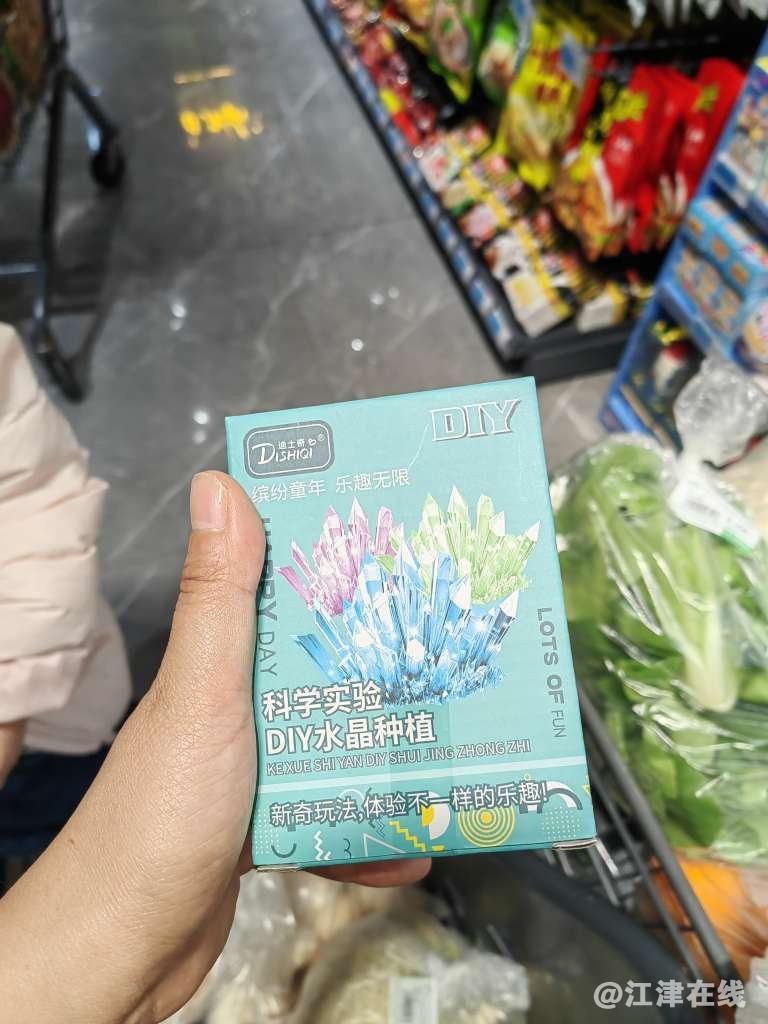 迪士奇
DISHIQI®
DIY
缤纷童年 乐趣无限
DAY
LOTS OF FUN
科学实验
DIY水晶种植
KE XUE SHI YAN DIY SHUI JING ZHONG ZHI
新奇玩法,体验不一样的乐趣!
@江津在线